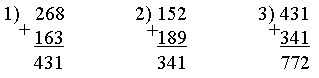 1) 268 2) 152 3) 431
+ + +
163 189 341
431 341 772